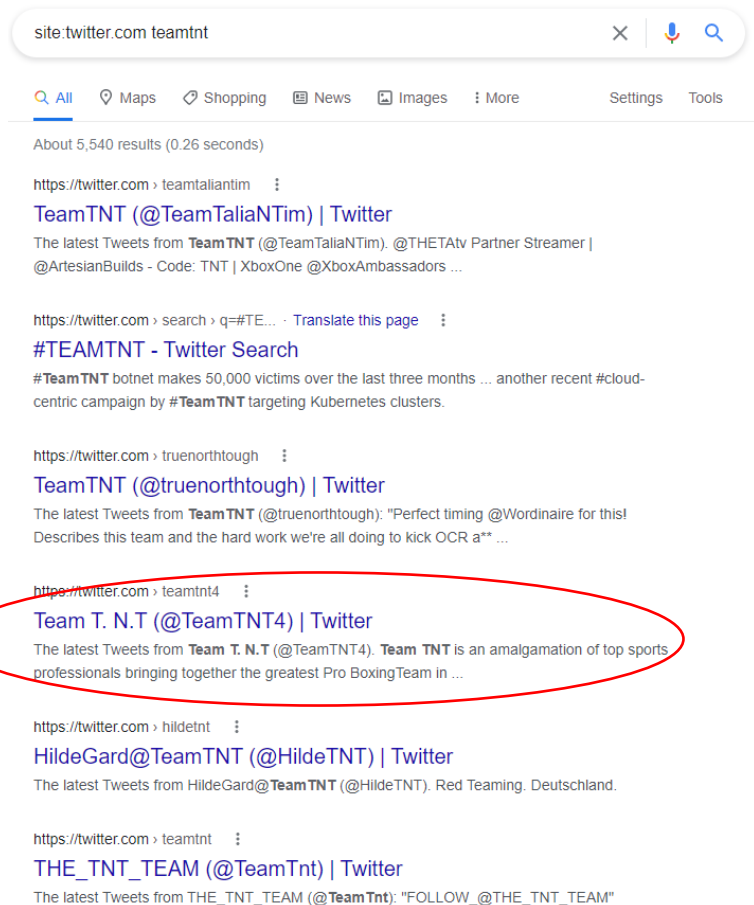 site:twitter.com teamtnt
All Maps Shopping News Images More Settings Tools
About 5,540 results (0.26 seconds)
https://twitter.com › teamtaliantim
TeamTNT (@TeamTaliaNTim) | Twitter
The latest Tweets from TeamTNT (@TeamTaliaNTim). @THETAtv Partner Streamer |
@ArtesianBuilds - Code: TNT | XboxOne @XboxAmbassadors ...
https://twitter.com › search › q=#TE... · Translate this page
#TEAMTNT - Twitter Search
#TeamTNT botnet makes 50,000 victims over the last three months ... another recent #cloud-
centric campaign by #TeamTNT targeting Kubernetes clusters.
https://twitter.com › truenorthtough
TeamTNT (@truenorthtough) | Twitter
The latest Tweets from TeamTNT (@truenorthtough): "Perfect timing @Wordinaire for this!
Describes this team and the hard work we're all doing to kick OCR a** ...
https://twitter.com › teamtnt4
Team T. N.T (@TeamTNT4) | Twitter
The latest Tweets from Team T. N.T (@TeamTNT4). Team TNT is an amalgamation of top sports
professionals bringing together the greatest Pro BoxingTeam in ...
https://twitter.com › hildetnt
HildeGard@TeamTNT (@HildeTNT) | Twitter
The latest Tweets from HildeGard@TeamTNT (@HildeTNT). Red Teaming. Deutschland.
https://twitter.com › teamtnt
THE_TNT_TEAM (@TeamTnt) | Twitter
The latest Tweets from THE_TNT_TEAM (@TeamTnt): "FOLLOW_@THE_TNT_TEAM"